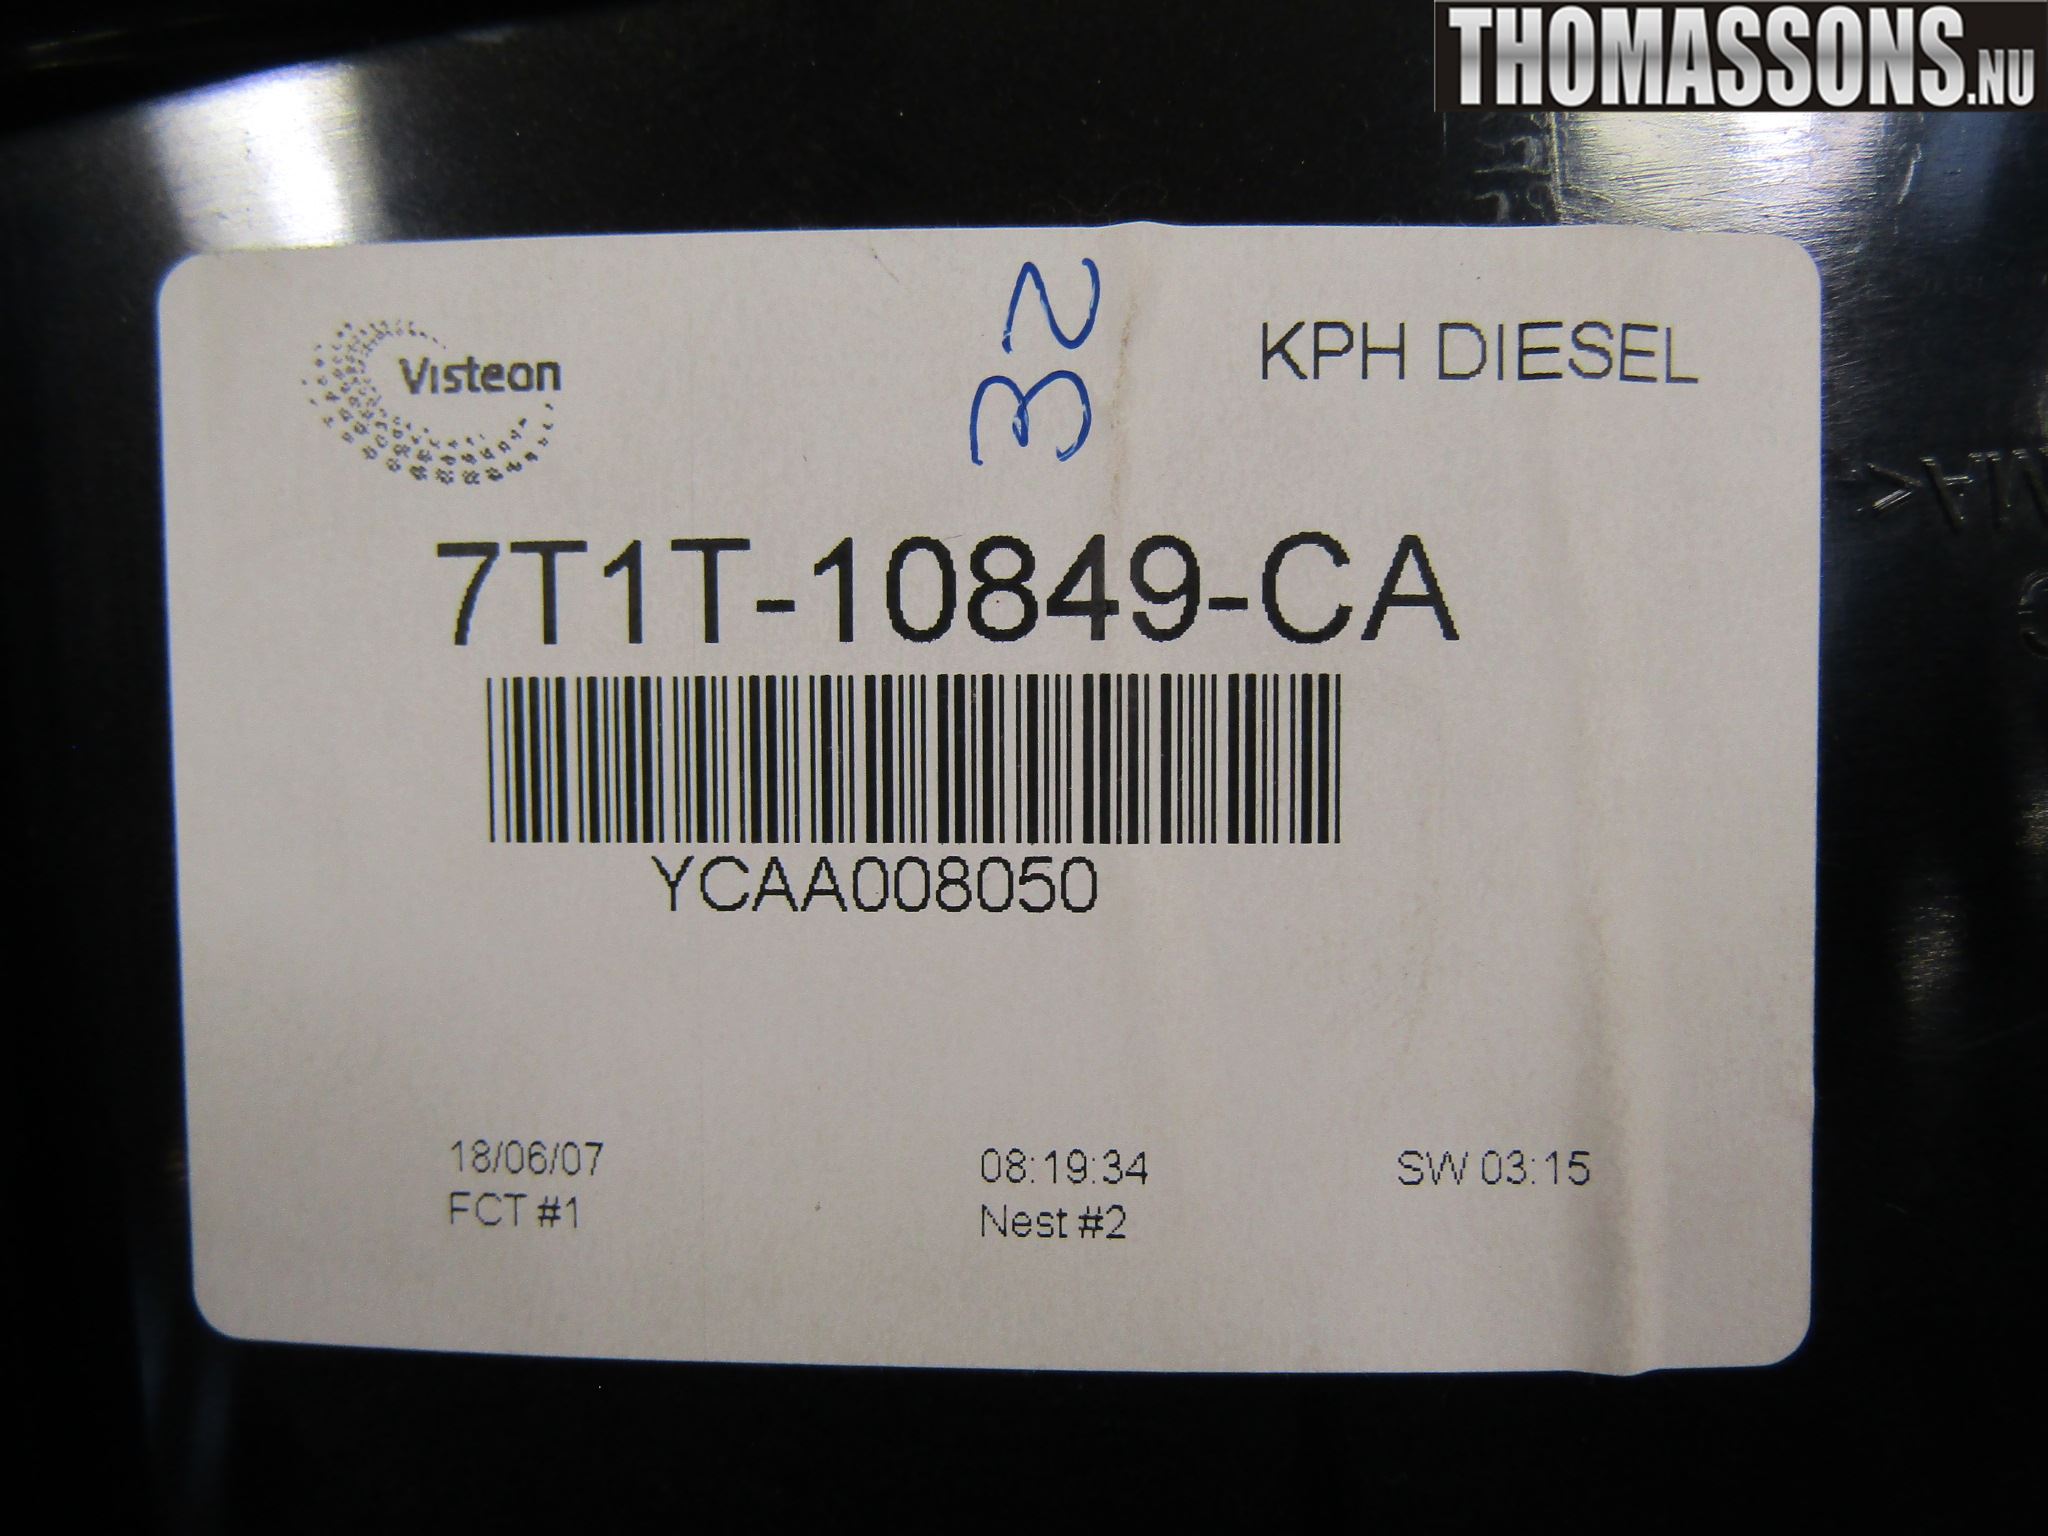 THOMASSONS.NU
Visteon
32
KPH DIESEL
7T1T-10849-CA
YCAA008050
18/06/07
08:19:34
SW 03:15
FCT #1
Nest #2